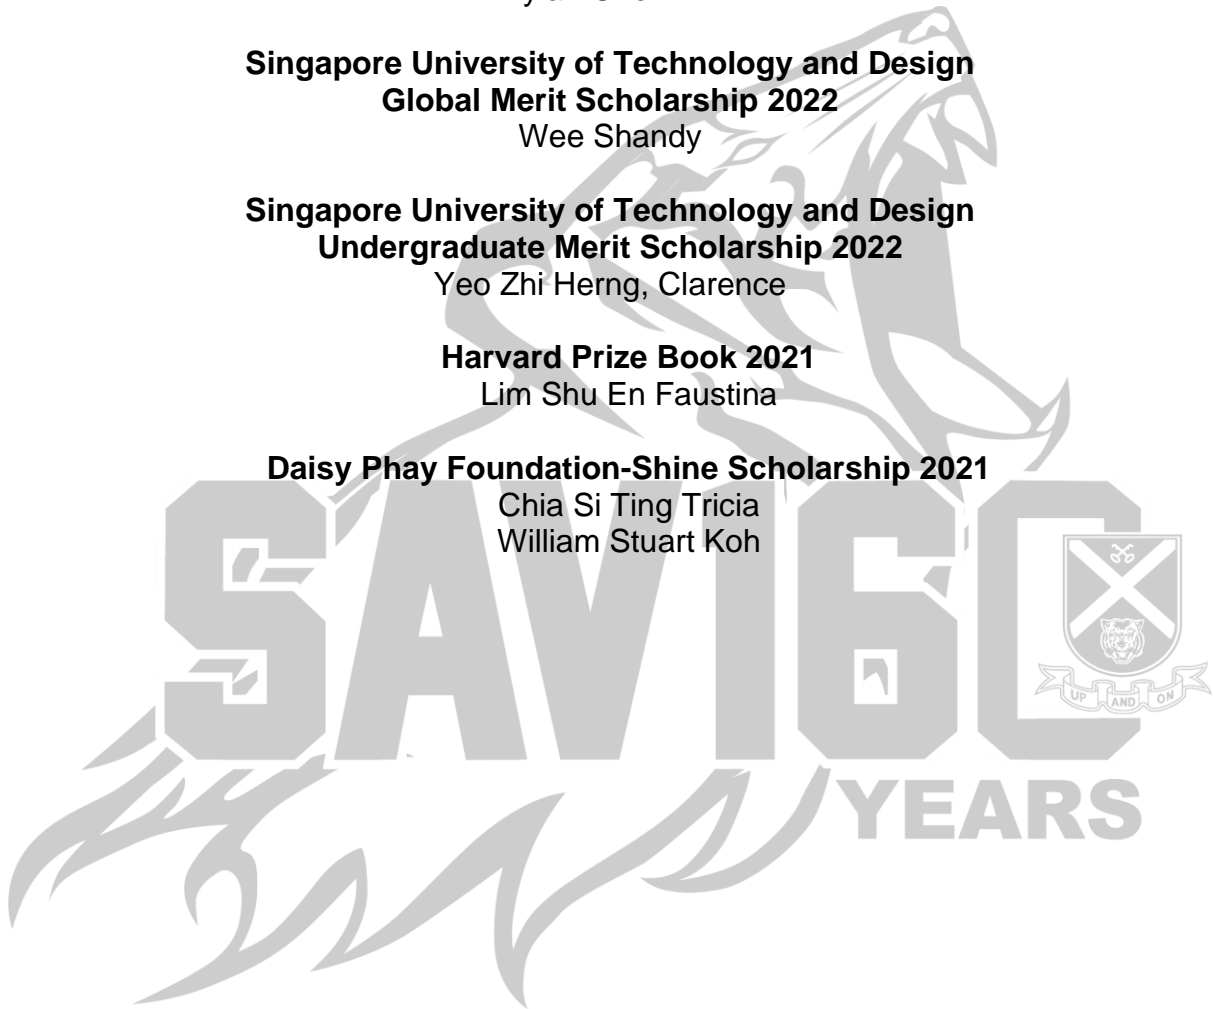 Singapore University of Technology and Design
Global Merit Scholarship 2022
Wee Shandy
Singapore University of Technology and Design
Undergraduate Merit Scholarship 2022
Yeo Zhi Herng, Clarence
Harvard Prize Book 2021
Lim Shu En Faustina
Daisy Phay Foundation-Shine Scholarship 2021
Chia Si Ting Tricia
William Stuart Koh
SAV160
YEARS
UP AND ON